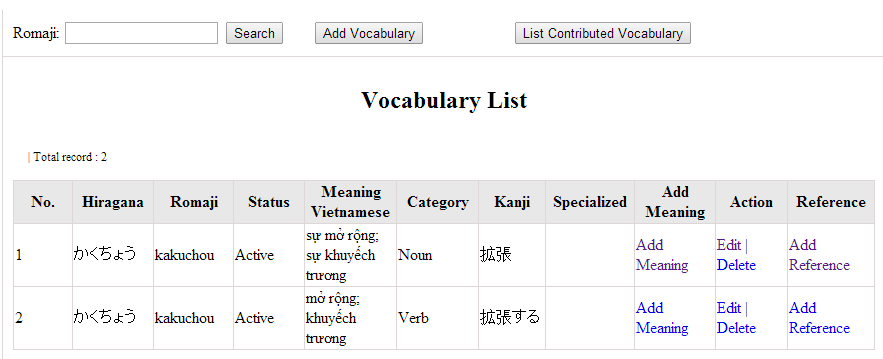 Romaji: Search Add Vocabulary List Contributed Vocabulary
Vocabulary List
| Total record : 2
No. Hiragana Romaji Status Meaning Vietnamese Category Kanji Specialized Add Meaning Action Reference
1 かくちょう kakuchou Active sự mở rộng; sự khuyếch trương Noun 拡張 Add Meaning Edit | Delete Add Reference
2 かくちょう kakuchou Active mở rộng; khuyếch trương Verb 拡張する Add Meaning Edit | Delete Add Reference